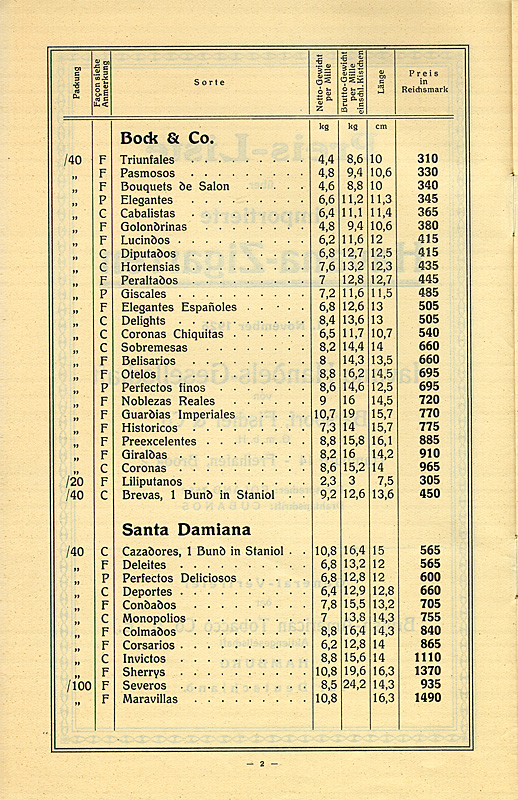 Packung Façon siehe Anmerkung Sorte Netto-Gewicht per Mille Brutto-Gewicht per Mille einschl. Kistchen Länge Preis in Reichsmark
kg kg cm
Bock & Co.
/40 F Triunfales 4,4 8,6 10 310
„ F Pasmosos 4,8 9,4 10,6 330
„ F Bouquets de Salon 4,6 8,8 10 340
„ P Elegantes 6,6 11,2 11,3 345
„ C Cabalistas 6,4 11,1 11,4 365
„ F Golondrinas 4,8 9,4 10,6 380
„ F Lucindos 6,2 11,6 12 415
„ C Diputados 6,8 12,7 12,5 415
„ C Hortensias 7,6 13,2 12,3 435
„ F Peraltados 7 12,8 12,7 445
„ P Giscales 7,2 11,6 11,5 485
„ F Elegantes Españoles 6,8 12,6 13 505
„ C Delights 8,4 13,6 13 505
„ C Coronas Chiquitas 6,5 11,7 10,7 540
„ C Sobremesas 8,2 14,4 14 660
„ F Belisarios 8 14,3 13,5 660
„ F Otelos 8,8 16,2 14,5 695
„ P Perfectos finos 8,6 14,6 12,5 695
„ F Noblezas Reales 9 16 14,5 720
„ F Guardias Imperiales 10,7 19 15,7 770
„ F Historicos 7,3 14 15,7 775
„ F Preexcelentes 8,8 15,8 16,1 885
„ F Giraldas 8,2 16 14,2 910
„ C Coronas 8,6 15,2 14 965
/20 F Liliputanos 2,3 3 7,5 305
/40 C Brevas, 1 Bund in Staniol 9,2 12,6 13,6 450
Santa Damiana
/40 C Cazadores, 1 Bund in Staniol 10,8 16,4 15 565
„ F Deleites 6,8 13,2 12 565
„ P Perfectos Deliciosos 6,8 12,8 12 600
„ C Deportes 6,4 12,9 12,8 660
„ F Condados 7,8 15,5 13,2 705
„ C Monopolios 7 13,8 14,3 755
„ F Colmados 8,8 16,4 14,3 840
„ F Corsarios 6,2 12,8 14 865
„ C Invictos 8,8 15,6 14 1110
„ F Sherrys 10,8 19,6 16,3 1370
/100 F Severos 8,5 24,2 14,3 935
„ F Maravillas 10,8 16,3 1490
— 2 —